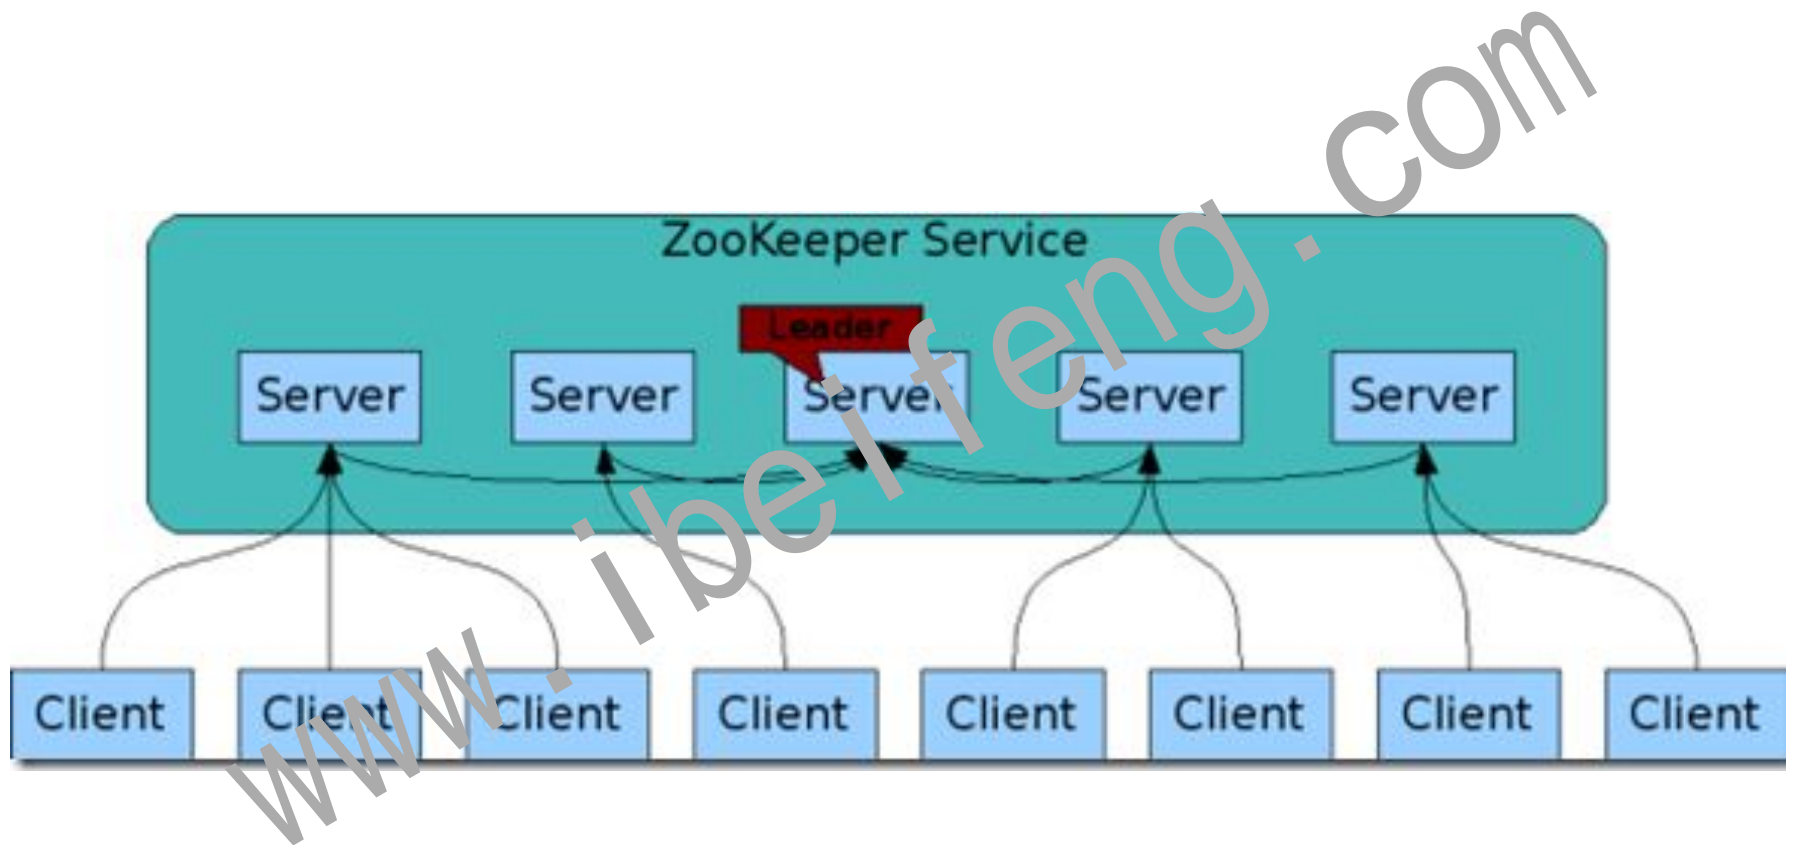 ZooKeeper Service
Leader
Server Server Server Server Server
Client Client Client Client Client Client Client Client
www.ibeifeng.com